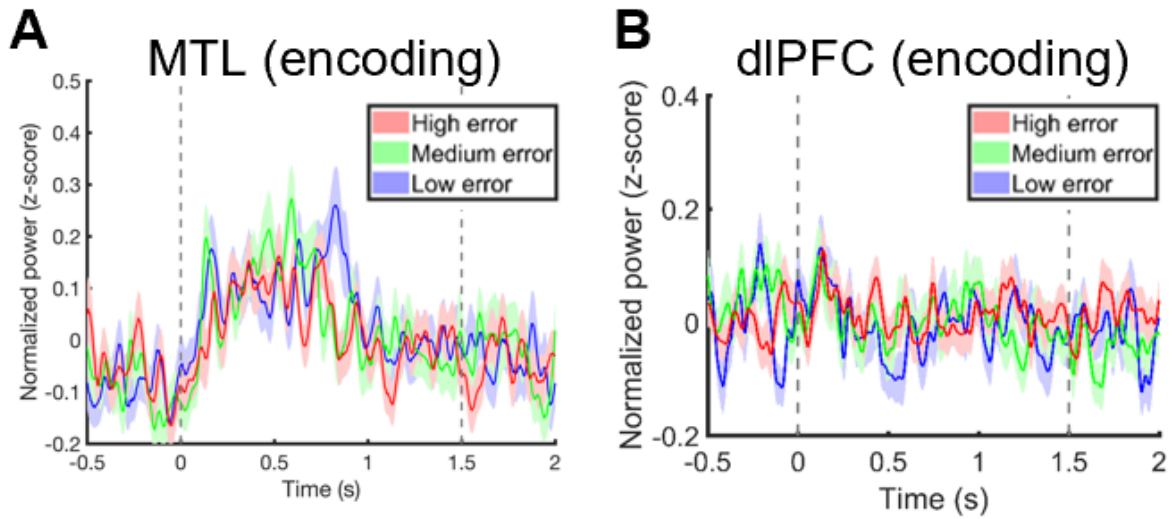 A
MTL (encoding)
0.5
0.4
0.3
0.2
0.1
0
-0.1
-0.2
Normalized power (z-score)
High error
Medium error
Low error
-0.5
0
0.5
1
1.5
2
Time (s)
B
dlPFC (encoding)
0.4
0.2
0
-0.2
Normalized power (z-score)
High error
Medium error
Low error
-0.5
0
0.5
1
1.5
2
Time (s)